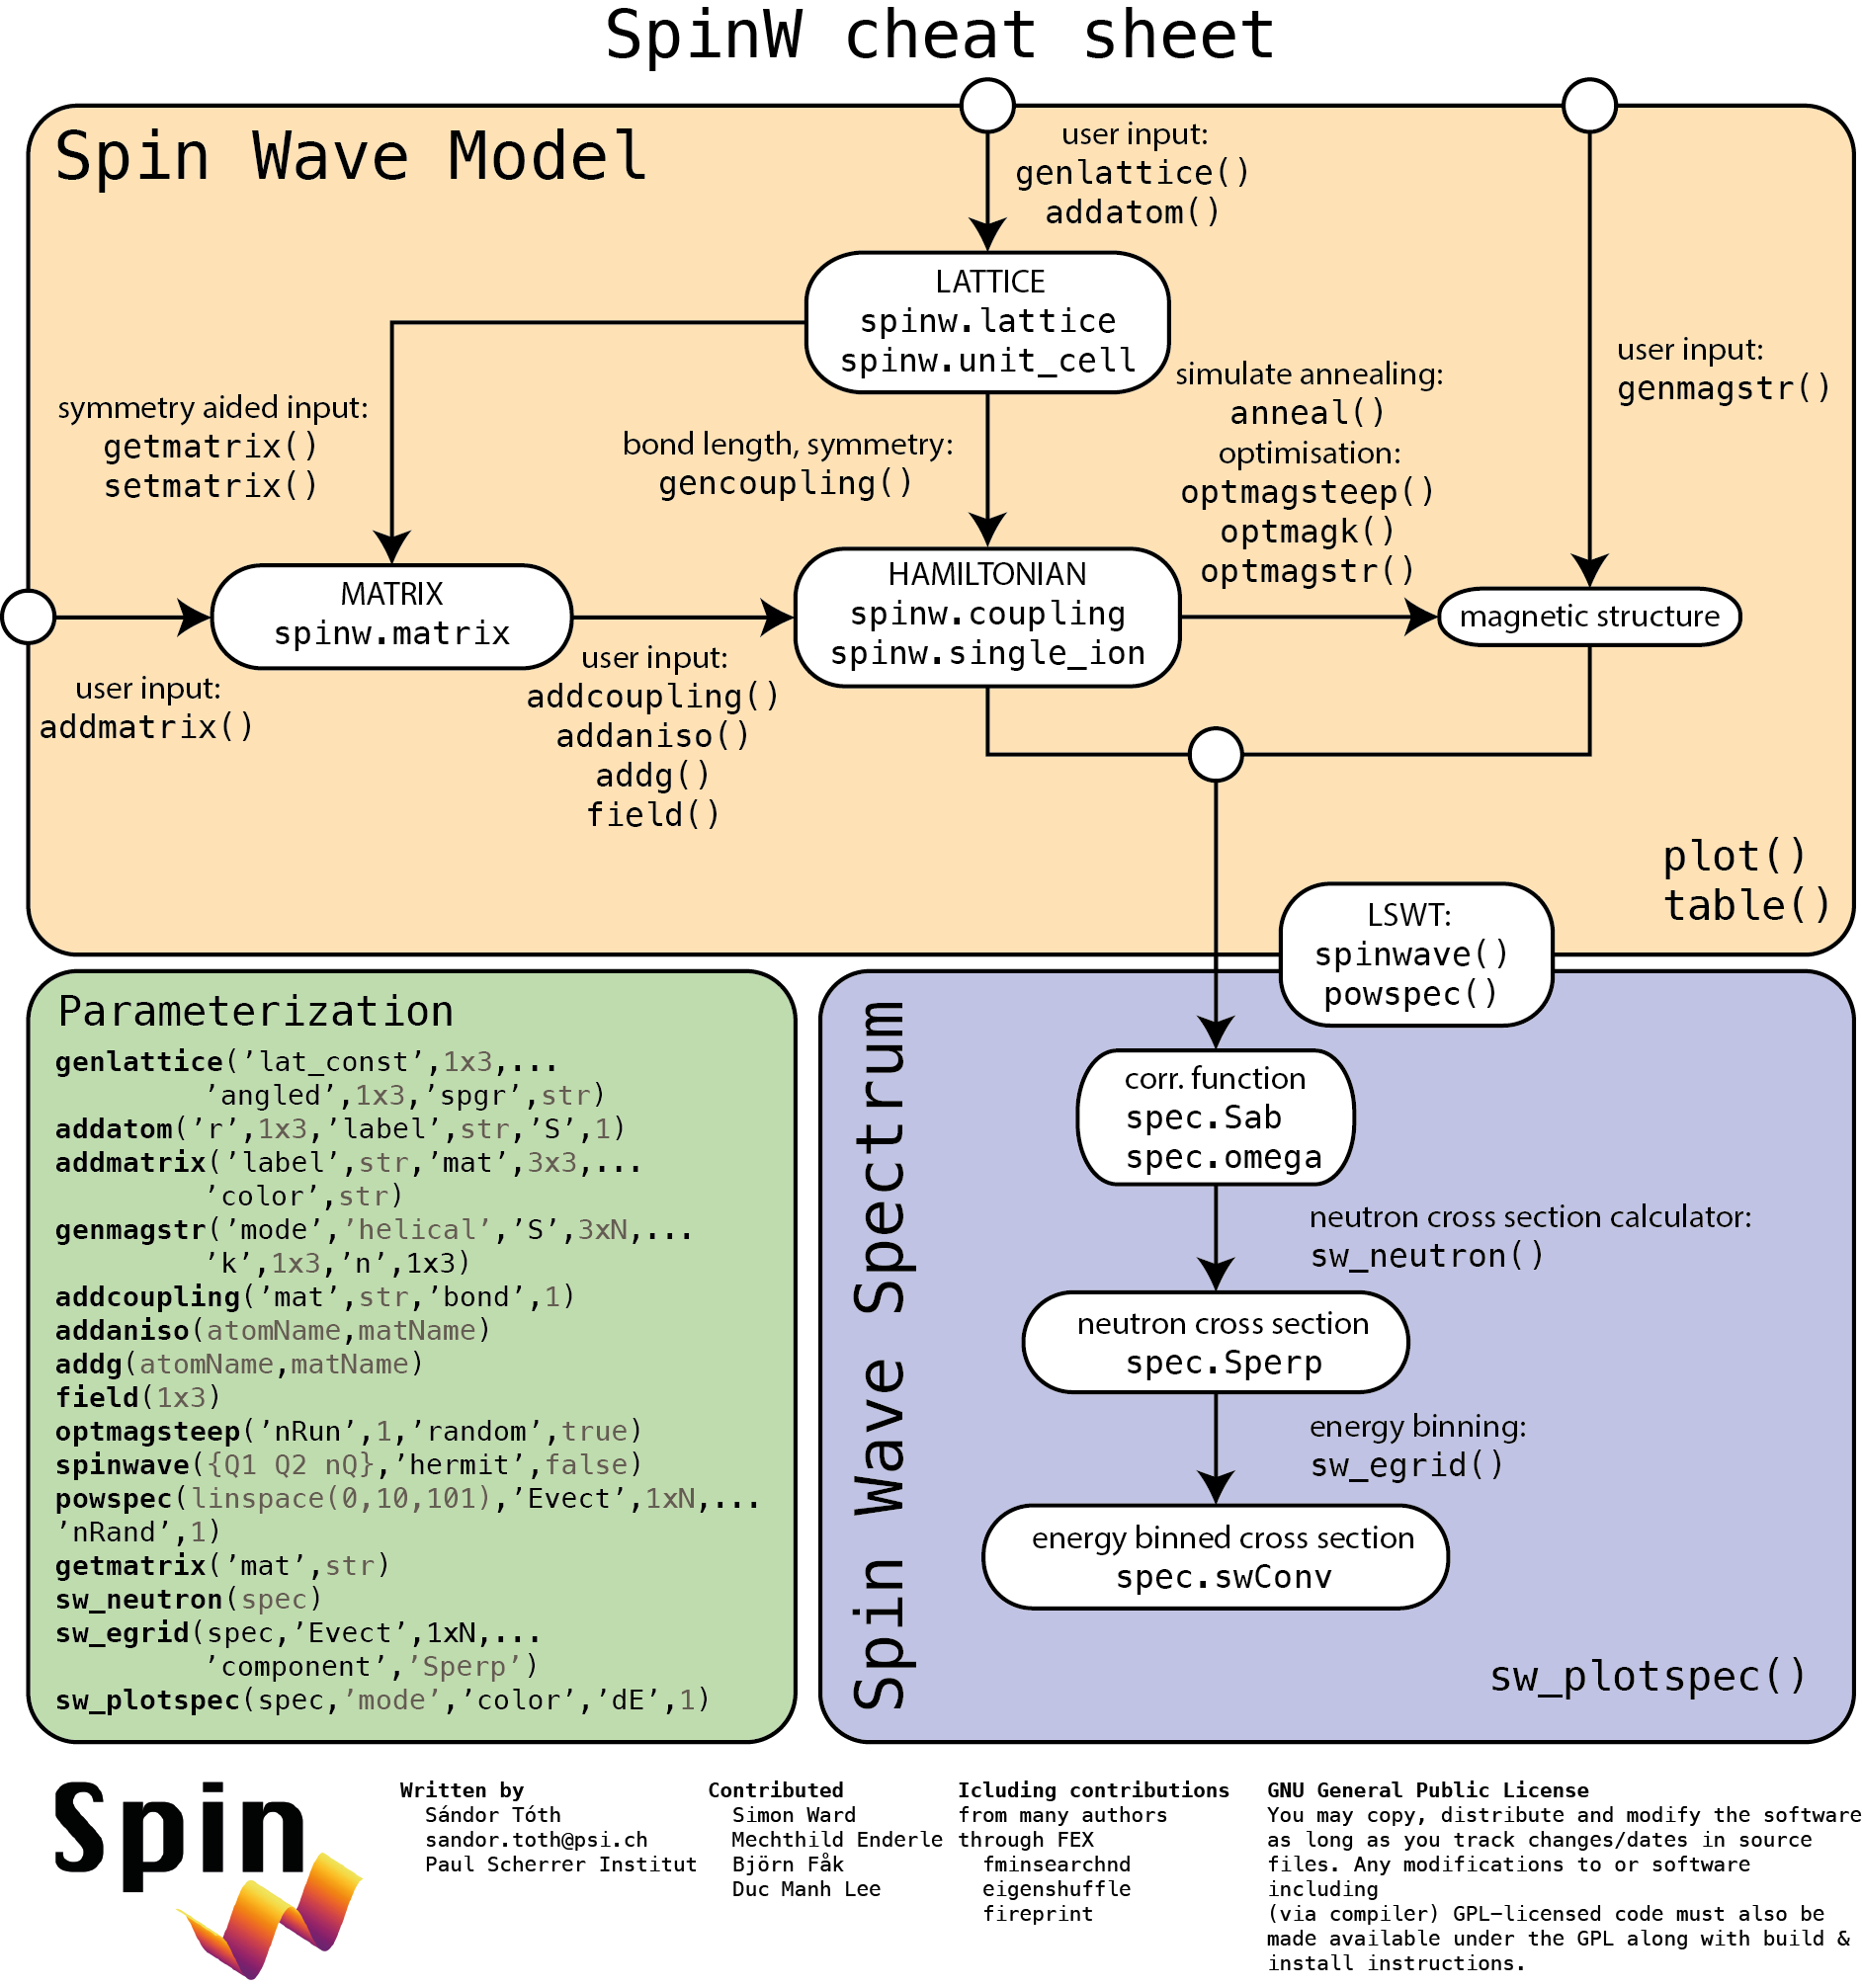 SpinW cheat sheet
Spin Wave Model
user input:
genlattice()
addatom()
LATTICE
spinw.lattice
spinw.unit_cell
user input:
genmagstr()
simulate annealing:
anneal()
optimisation:
optmagsteep()
optmagk()
optmagstr()
symmetry aided input:
getmatrix()
setmatrix()
bond length, symmetry:
gencoupling()
MATRIX
spinw.matrix
HAMILTONIAN
spinw.coupling
spinw.single_ion
magnetic structure
user input:
addmatrix()
user input:
addcoupling()
addaniso()
addg()
field()
plot()
table()
LSWT:
spinwave()
powspec()
Parameterization
genlattice(’lat_const’,1x3,...
’angled’,1x3,’spgr’,str)
addatom(’r’,1x3,’label’,str,’S’,1)
addmatrix(’label’,str,’mat’,3x3,...
’color’,str)
genmagstr(’mode’,’helical’,’S’,3xN,...
’k’,1x3,’n’,1x3)
addcoupling(’mat’,str,’bond’,1)
addaniso(atomName,matName)
addg(atomName,matName)
field(1x3)
optmagsteep(’nRun’,1,’random’,true)
spinwave({Q1 Q2 nQ},’hermit’,false)
powspec(linspace(0,10,101),’Evect’,1xN,...
’nRand’,1)
getmatrix(’mat’,str)
sw_neutron(spec)
sw_egrid(spec,’Evect’,1xN,...
’component’,’Sperp’)
sw_plotspec(spec,’mode’,’color’,’dE’,1)
Spin Wave Spectrum
corr. function
spec.Sab
spec.omega
neutron cross section calculator:
sw_neutron()
neutron cross section
spec.Sperp
energy binning:
sw_egrid()
energy binned cross section
spec.swConv
sw_plotspec()
Spin
W
Written by
Sándor Tóth
sandor.toth@psi.ch
Paul Scherrer Institut
Contributed
Simon Ward
Mechthild Enderle
Björn Fåk
Duc Manh Lee
Icluding contributions
from many authors
through FEX
fminsearchnd
eigenshuffle
fireprint
GNU General Public License
You may copy, distribute and modify the software
as long as you track changes/dates in source
files. Any modifications to or software
including
(via compiler) GPL–licensed code must also be
made available under the GPL along with build &
install instructions.